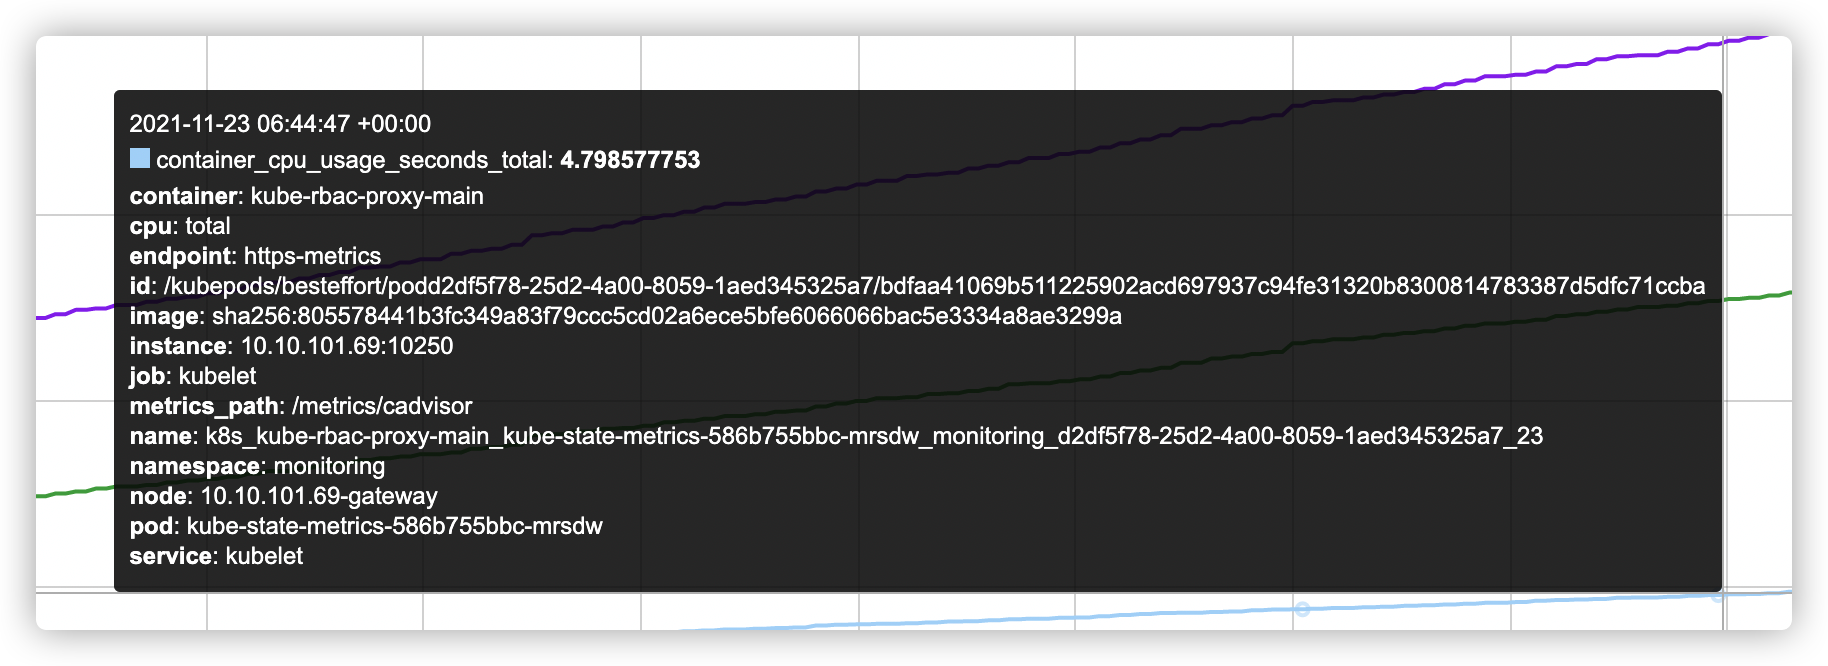 2021-11-23 06:44:47 +00:00
container_cpu_usage_seconds_total: 4.798577753
container: kube-rbac-proxy-main
cpu: total
endpoint: https-metrics
id: /kubepods/besteffort/podd2df5f78-25d2-4a00-8059-1aed345325a7/bdfaa41069b511225902acd697937c94fe31320b8300814783387d5dfc71ccba
image: sha256:805578441b3fc349a83f79ccc5cd02a6ece5bfe6066066bac5e3334a8ae3299a
instance: 10.10.101.69:10250
job: kubelet
metrics_path: /metrics/cadvisor
name: k8s_kube-rbac-proxy-main_kube-state-metrics-586b755bbc-mrsdw_monitoring_d2df5f78-25d2-4a00-8059-1aed345325a7_23
namespace: monitoring
node: 10.10.101.69-gateway
pod: kube-state-metrics-586b755bbc-mrsdw
service: kubelet